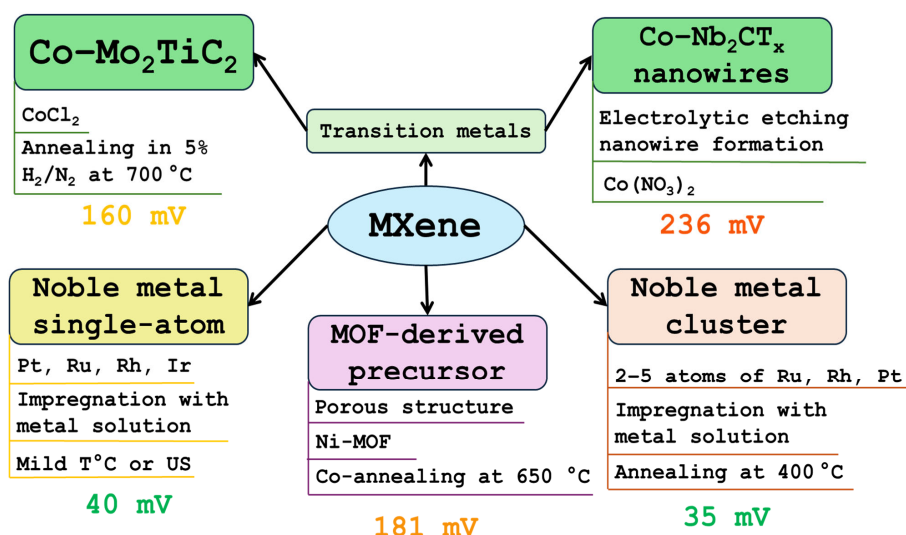 Co–Mo₂TiC₂
CoCl₂
Annealing in 5%
H₂/N₂ at 700 °C
160 mV
Transition metals
Co–Nb₂CTₓ
nanowires
Electrolytic etching
nanowire formation
Co(NO₃)₂
236 mV
MXene
Noble metal
single-atom
Pt, Ru, Rh, Ir
Impregnation with
metal solution
Mild T°C or US
40 mV
MOF-derived
precursor
Porous structure
Ni-MOF
Co-annealing at 650 °C
181 mV
Noble metal
cluster
2–5 atoms of Ru, Rh, Pt
Impregnation with
metal solution
Annealing at 400 °C
35 mV